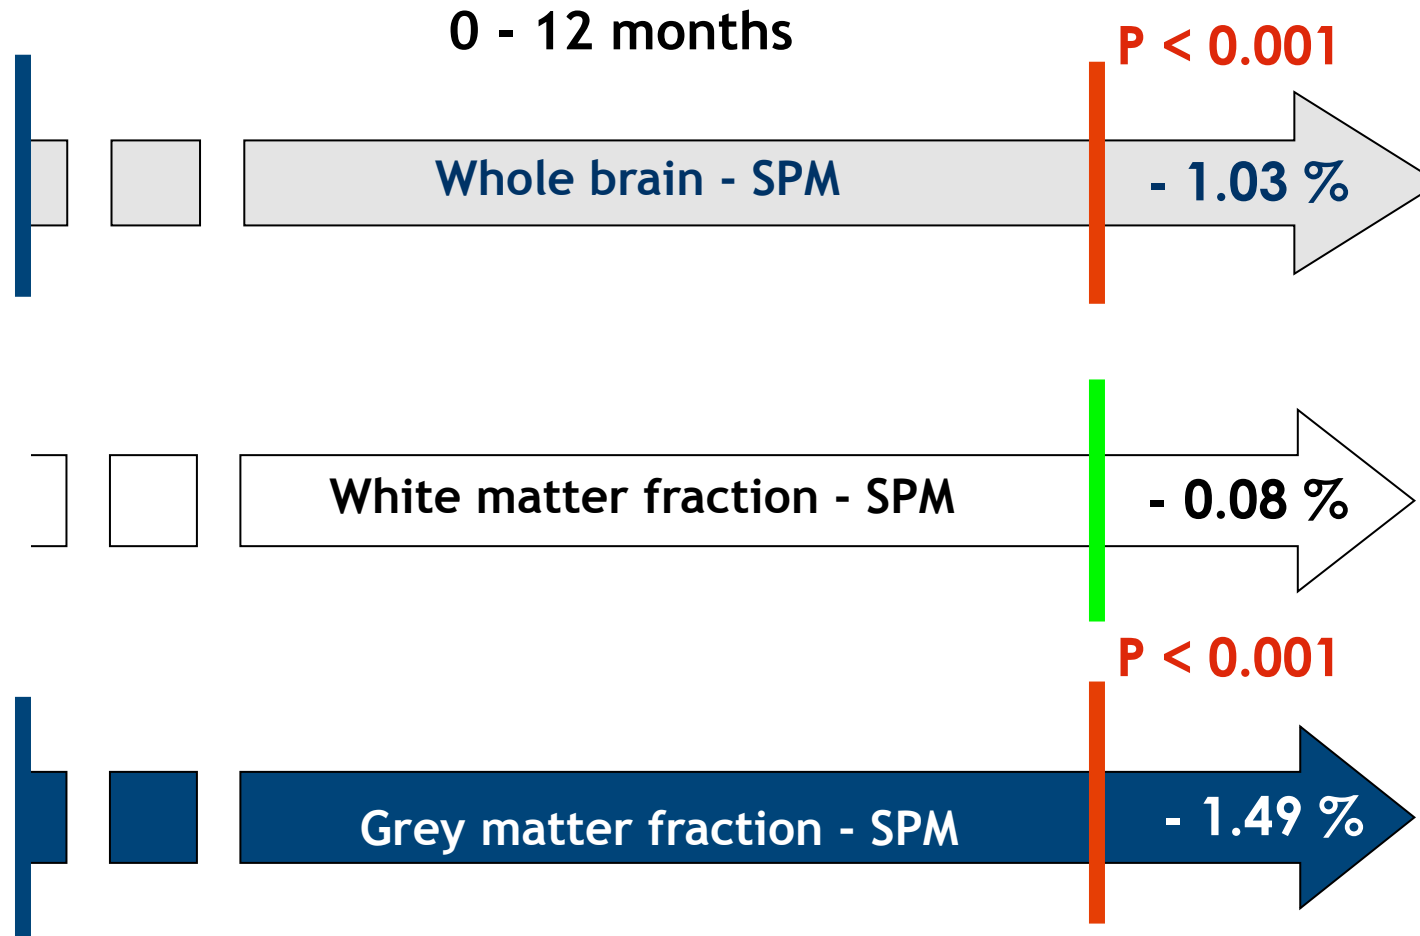 0 - 12 months
P < 0.001
Whole brain - SPM
- 1.03 %
White matter fraction - SPM
- 0.08 %
P < 0.001
Grey matter fraction - SPM
- 1.49 %